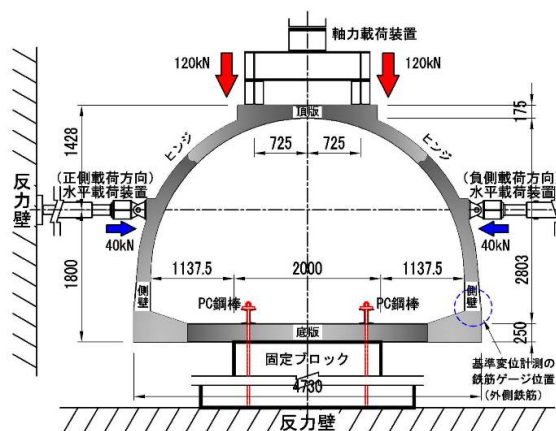 軸力載荷装置
120kN
120kN
頂版
175
1428
ヒンジ
725
725
ヒンジ
(正側載荷方向)
水平載荷装置
(負側載荷方向)
水平載荷装置
反力壁
反力壁
40kN
40kN
1800
1137.5
2000
1137.5
2803
側壁
PC鋼棒
PC鋼棒
側壁
底版
250
固定ブロック
基準変位計測の
鉄筋ゲージ位置
(外側鉄筋)
4730
反力壁